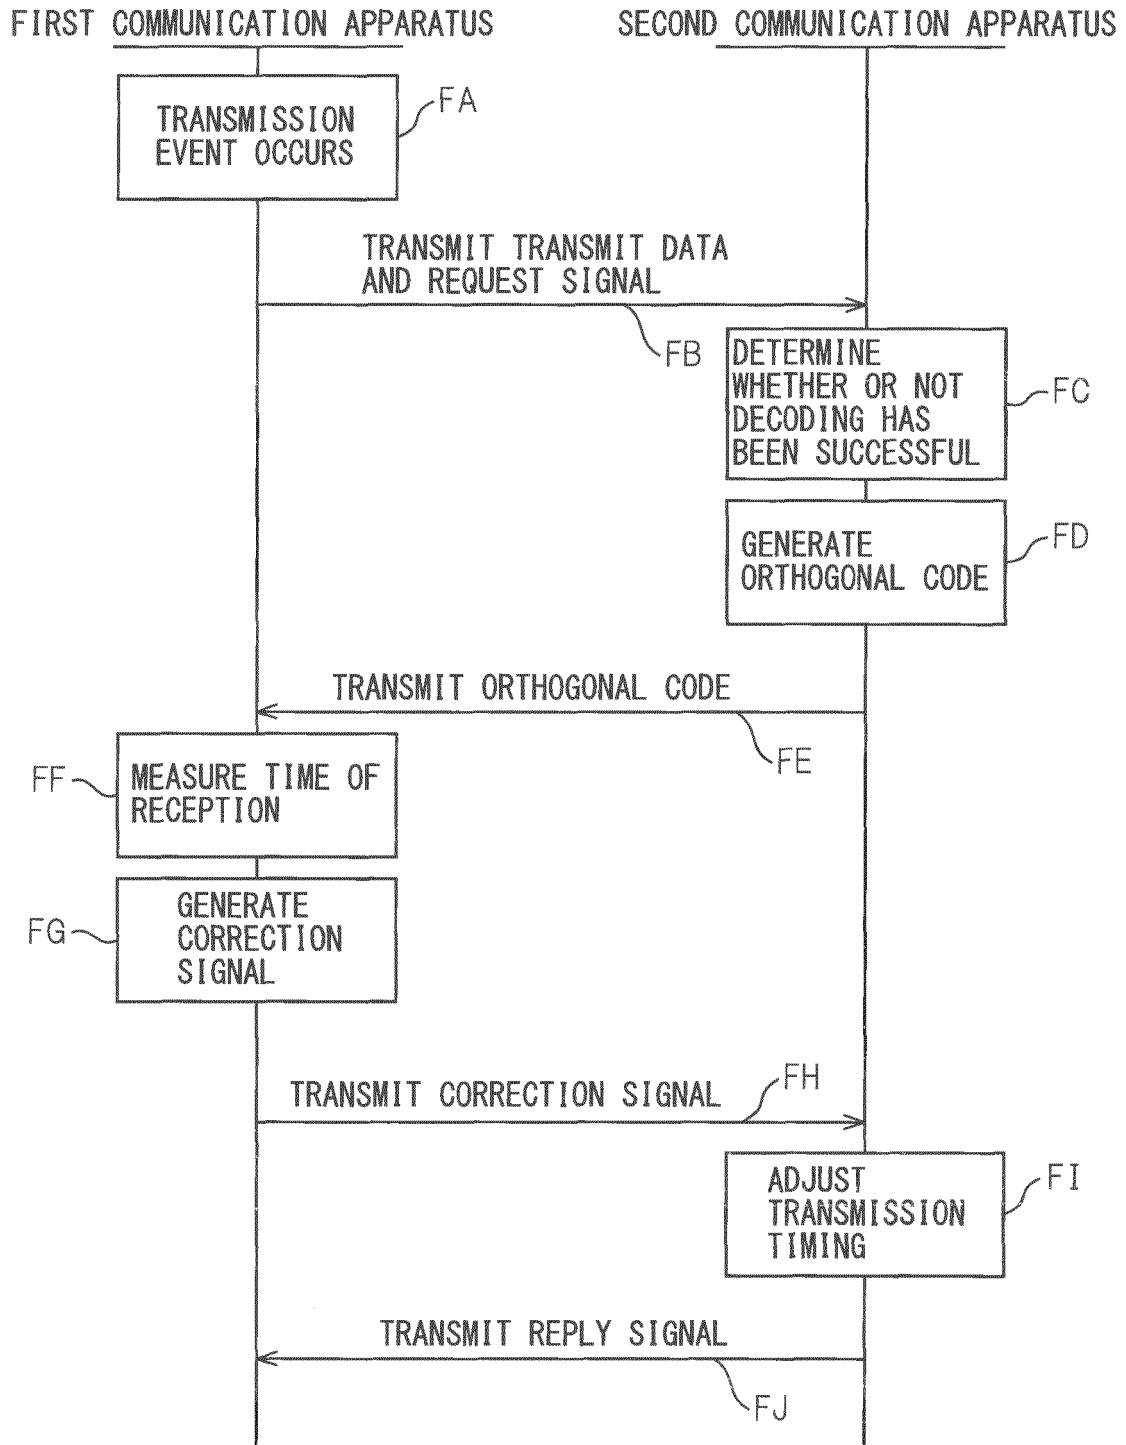 FIRST COMMUNICATION APPARATUS
SECOND COMMUNICATION APPARATUS
TRANSMISSION
EVENT OCCURS
FA
TRANSMIT TRANSMIT DATA
AND REQUEST SIGNAL
FB
DETERMINE
WHETHER OR NOT
DECODING HAS
BEEN SUCCESSFUL
FC
GENERATE
ORTHOGONAL CODE
FD
TRANSMIT ORTHOGONAL CODE
FE
FF
MEASURE TIME OF
RECEPTION
FG
GENERATE
CORRECTION
SIGNAL
TRANSMIT CORRECTION SIGNAL
FH
ADJUST
TRANSMISSION
TIMING
FI
TRANSMIT REPLY SIGNAL
FJ